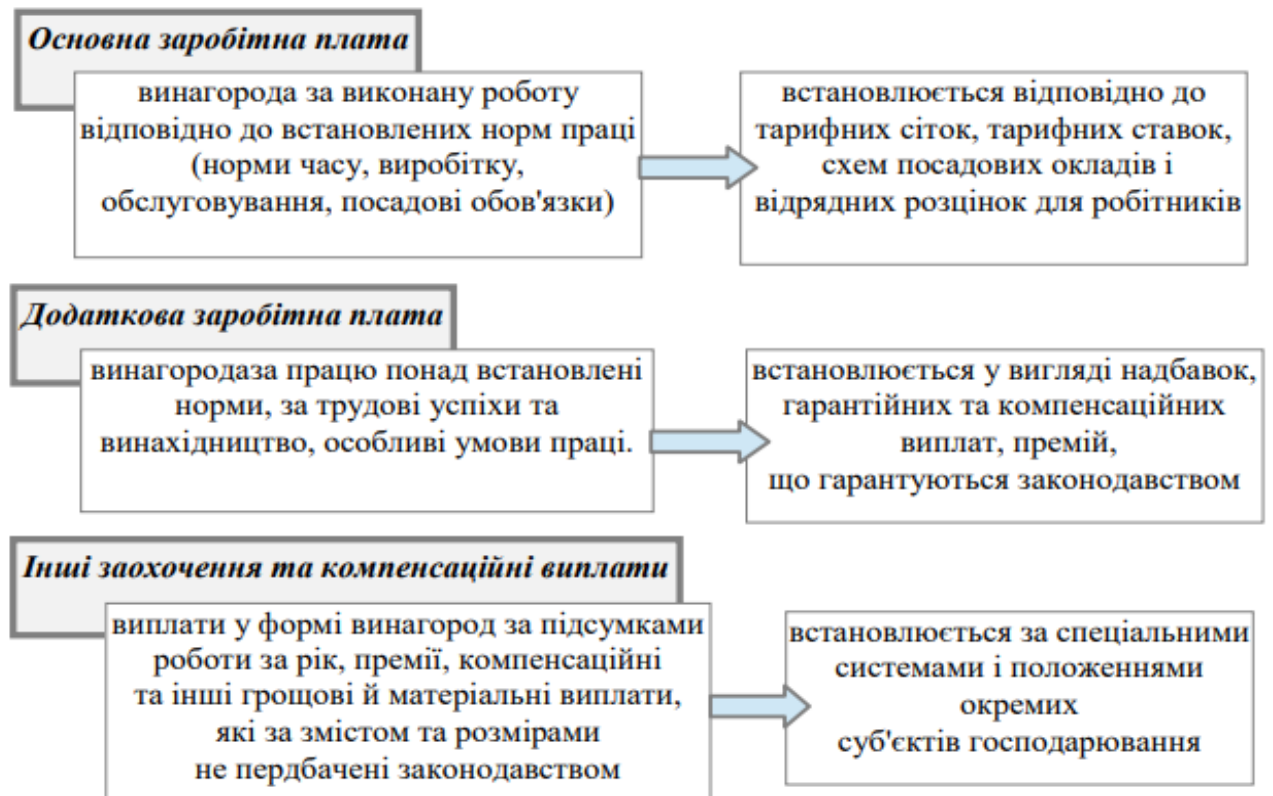 Основна заробітна плата
винагорода за виконану роботу
відповідно до встановлених норм праці
(норми часу, виробітку,
обслуговування, посадові обов'язки)
встановлюється відповідно до
тарифних сіток, тарифних ставок,
схем посадових окладів і
відрядних розцінок для робітників
Додаткова заробітна плата
винагородаза працю понад встановлені
норми, за трудові успіхи та
винахідництво, особливі умови праці.
встановлюється у вигляді надбавок,
гарантійних та компенсаційних
виплат, премій,
що гарантуються законодавством
Інші заохочення та компенсаційні виплати
виплати у формі винагород за підсумками
роботи за рік, премії, компенсаційні
та інші грощові й матеріальні виплати,
які за змістом та розмірами
не пердбачені законодавством
встановлюється за спеціальними
системами і положеннями
окремих
суб'єктів господарювання